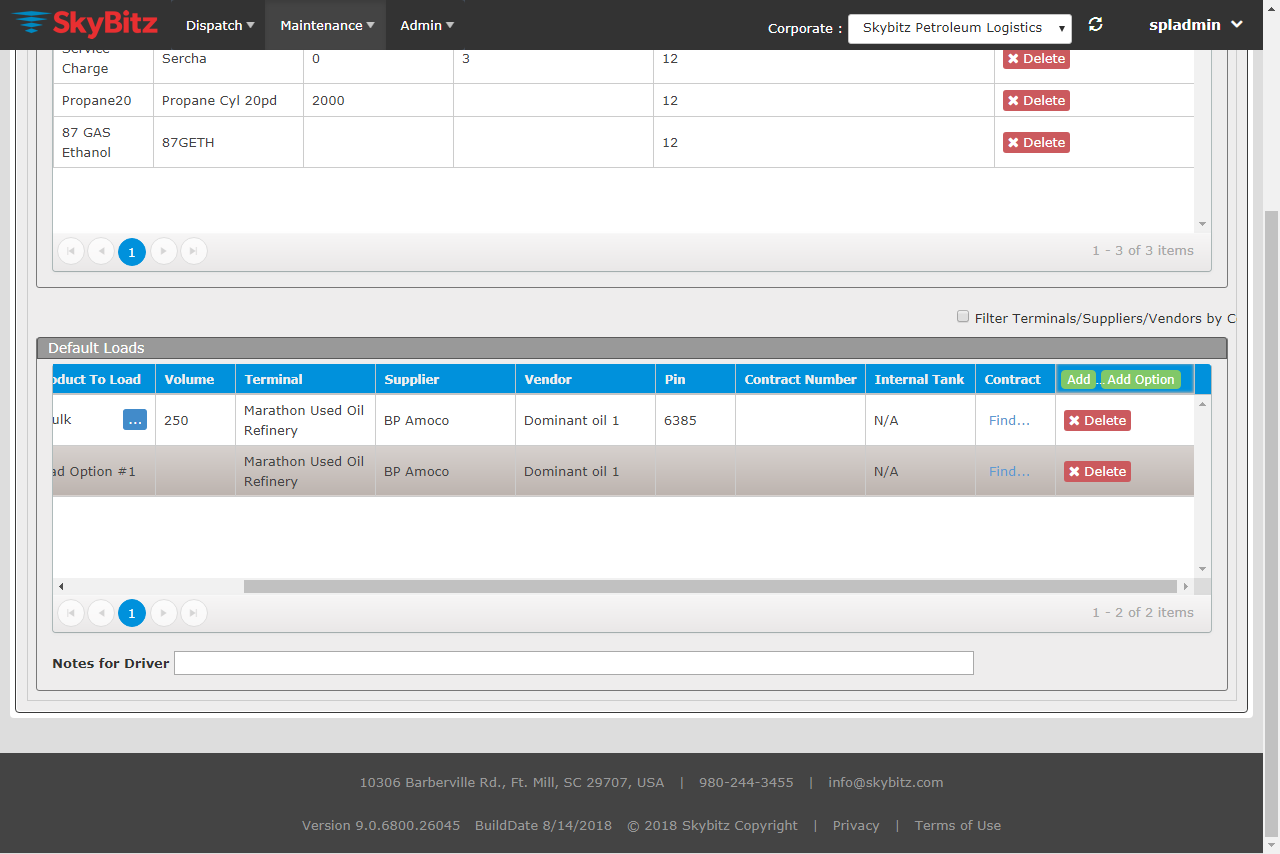 SkyBitz Dispatch Maintenance Admin Corporate : Skybitz Petroleum Logistics spladmin
Service
Charge Sercha 0 3 12 Delete
Propane20 Propane Cyl 20pd 2000 12 Delete
87 GAS
Ethanol 87GETH 12 Delete
1 1 - 3 of 3 items
Filter Terminals/Suppliers/Vendors by C
Default Loads
oduct To Load Volume Terminal Supplier Vendor Pin Contract Number Internal Tank Contract Add ... Add Option
ulk ... 250 Marathon Used Oil
Refinery BP Amoco Dominant oil 1 6385 N/A Find... Delete
ad Option #1 Marathon Used Oil
Refinery BP Amoco Dominant oil 1 N/A Find... Delete
1 1 - 2 of 2 items
Notes for Driver
10306 Barberville Rd., Ft. Mill, SC 29707, USA | 980-244-3455 | info@skybitz.com
Version 9.0.6800.26045 BuildDate 8/14/2018 © 2018 Skybitz Copyright | Privacy | Terms of Use